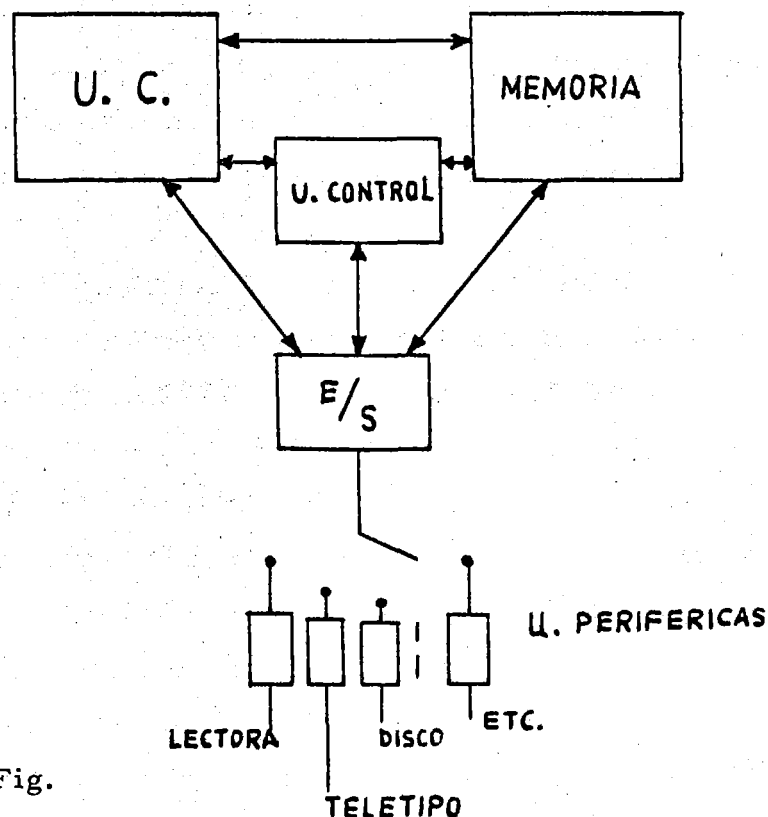 U. C.
MEMORIA
U. CONTROL
E/S
U. PERIFERICAS
LECTORA
DISCO
ETC.
Fig.
TELETIPO